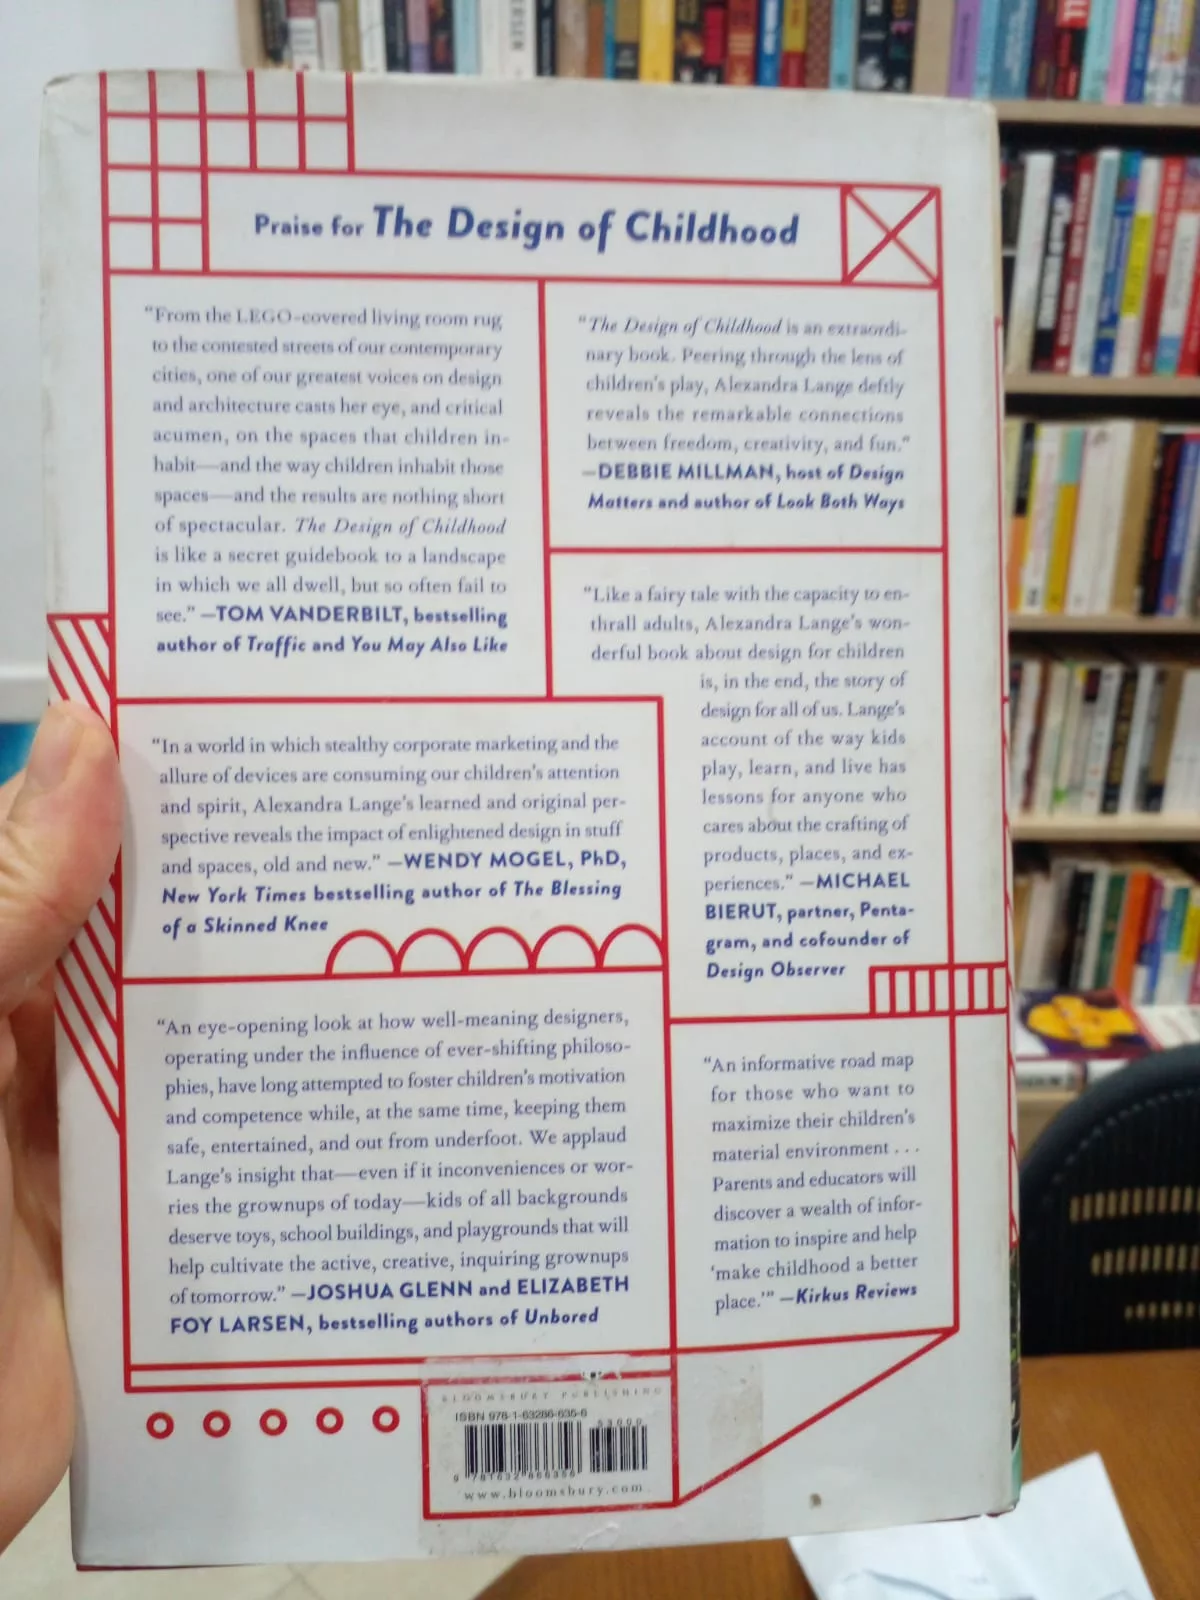 Praise for The Design of Childhood
“From the LEGO-covered living room rug
to the contested streets of our contemporary
cities, one of our greatest voices on design
and architecture casts her eye, and critical
acumen, on the spaces that children in-
habit—and the way children inhabit those
spaces—and the results are nothing short
of spectacular. The Design of Childhood
is like a secret guidebook to a landscape
in which we all dwell, but so often fail to
see.” —TOM VANDERBILT, bestselling
author of Traffic and You May Also Like
“The Design of Childhood is an extraordi-
nary book. Peering through the lens of
children’s play, Alexandra Lange deftly
reveals the remarkable connections
between freedom, creativity, and fun.”
—DEBBIE MILLMAN, host of Design
Matters and author of Look Both Ways
“Like a fairy tale with the capacity to en-
thrall adults, Alexandra Lange’s won-
derful book about design for children
is, in the end, the story of
design for all of us. Lange’s
account of the way kids
play, learn, and live has
lessons for anyone who
cares about the crafting of
products, places, and ex-
periences.” —MICHAEL
BIERUT, partner, Penta-
gram, and cofounder of
Design Observer
“In a world in which stealthy corporate marketing and the
allure of devices are consuming our children’s attention
and spirit, Alexandra Lange’s learned and original per-
spective reveals the impact of enlightened design in stuff
and spaces, old and new.” —WENDY MOGEL, PhD,
New York Times bestselling author of The Blessing
of a Skinned Knee
“An eye-opening look at how well-meaning designers,
operating under the influence of ever-shifting philoso-
phies, have long attempted to foster children’s motivation
and competence while, at the same time, keeping them
safe, entertained, and out from underfoot. We applaud
Lange’s insight that—even if it inconveniences or wor-
ries the grownups of today—kids of all backgrounds
deserve toys, school buildings, and playgrounds that will
help cultivate the active, creative, inquiring grownups
of tomorrow.” —JOSHUA GLENN and ELIZABETH
FOY LARSEN, bestselling authors of Unbored
“An informative road map
for those who want to
maximize their children’s
material environment . . .
Parents and educators will
discover a wealth of infor-
mation to inspire and help
‘make childhood a better
place.’” —Kirkus Reviews
BLOOMSBURY PUBLISHING
ISBN 978-1-63286-635-6
53600
9 781632 866356
www.bloomsbury.com